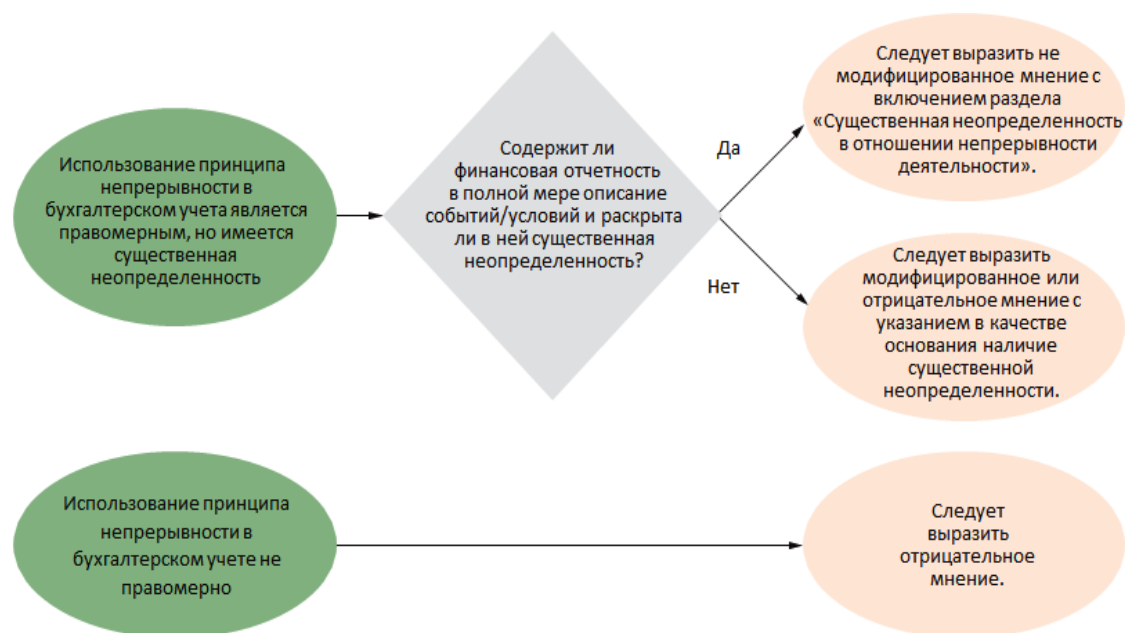 Использование принципа
непрерывности в
бухгалтерском учета является
правомерным, но имеется
существенная
неопределенность
Содержит ли
финансовая отчетность
в полной мере описание
событий/условий и раскрыта
ли в ней существенная
неопределенность?
Да
Следует выразить не
модифицированное мнение с
включением раздела
«Существенная неопределенность
в отношении непрерывности
деятельности».
Нет
Следует выразить
модифицированное или
отрицательное мнение с
указанием в качестве
основания наличие
существенной
неопределенности.
Использование принципа
непрерывности в
бухгалтерском учете не
правомерно
Следует
выразить
отрицательное
мнение.